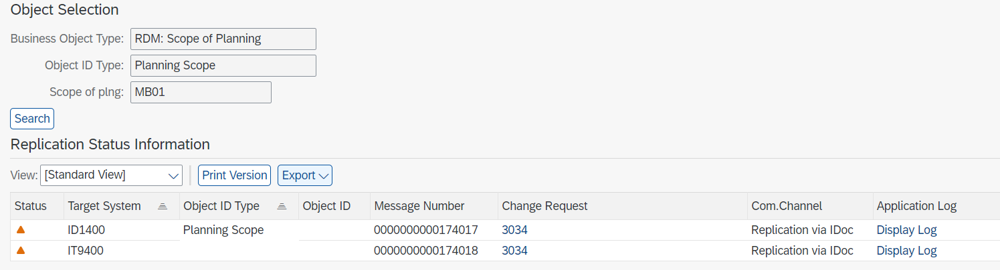 Object Selection
Business Object Type: RDM: Scope of Planning
Object ID Type: Planning Scope
Scope of plng: MB01
Search
Replication Status Information
View: [Standard View] Print Version Export
Status Target System Object ID Type Object ID Message Number Change Request Com.Channel Application Log
ID1400 Planning Scope 0000000000174017 3034 Replication via IDoc Display Log
IT9400 0000000000174018 3034 Replication via IDoc Display Log